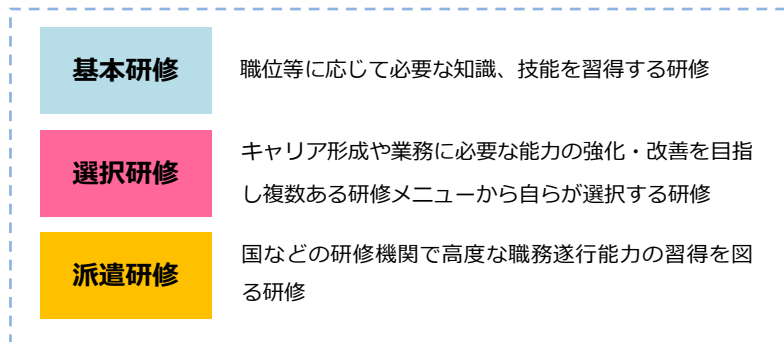 基本研修
職位等に応じて必要な知識、技能を習得する研修
選択研修
キャリア形成や業務に必要な能力の強化・改善を目指
し複数ある研修メニューから自らが選択する研修
派遣研修
国などの研修機関で高度な職務遂行能力の習得を図
る研修